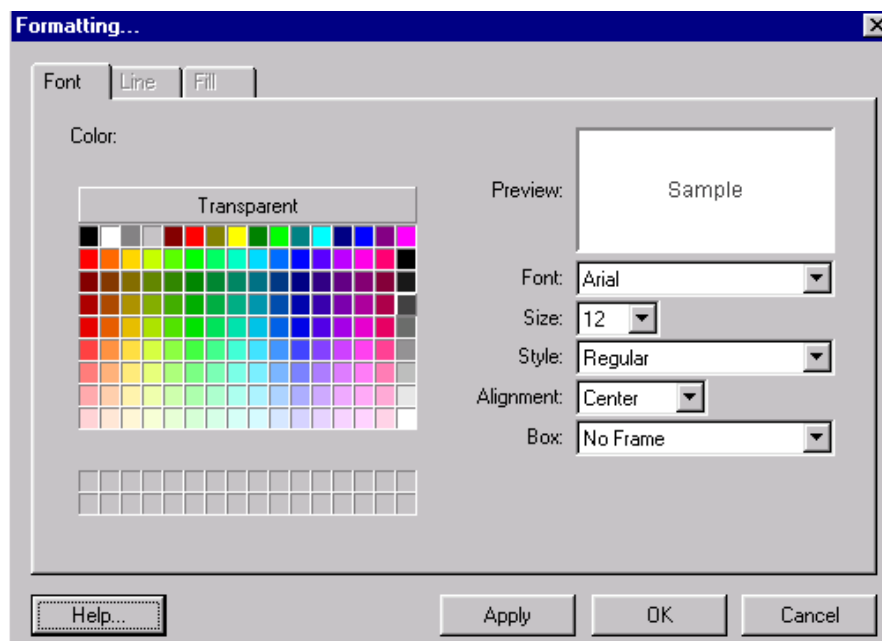 Formatting...
Font Line Fill
Color:
Transparent
Preview: Sample
Font: Arial
Size: 12
Style: Regular
Alignment: Center
Box: No Frame
Help... Apply OK Cancel